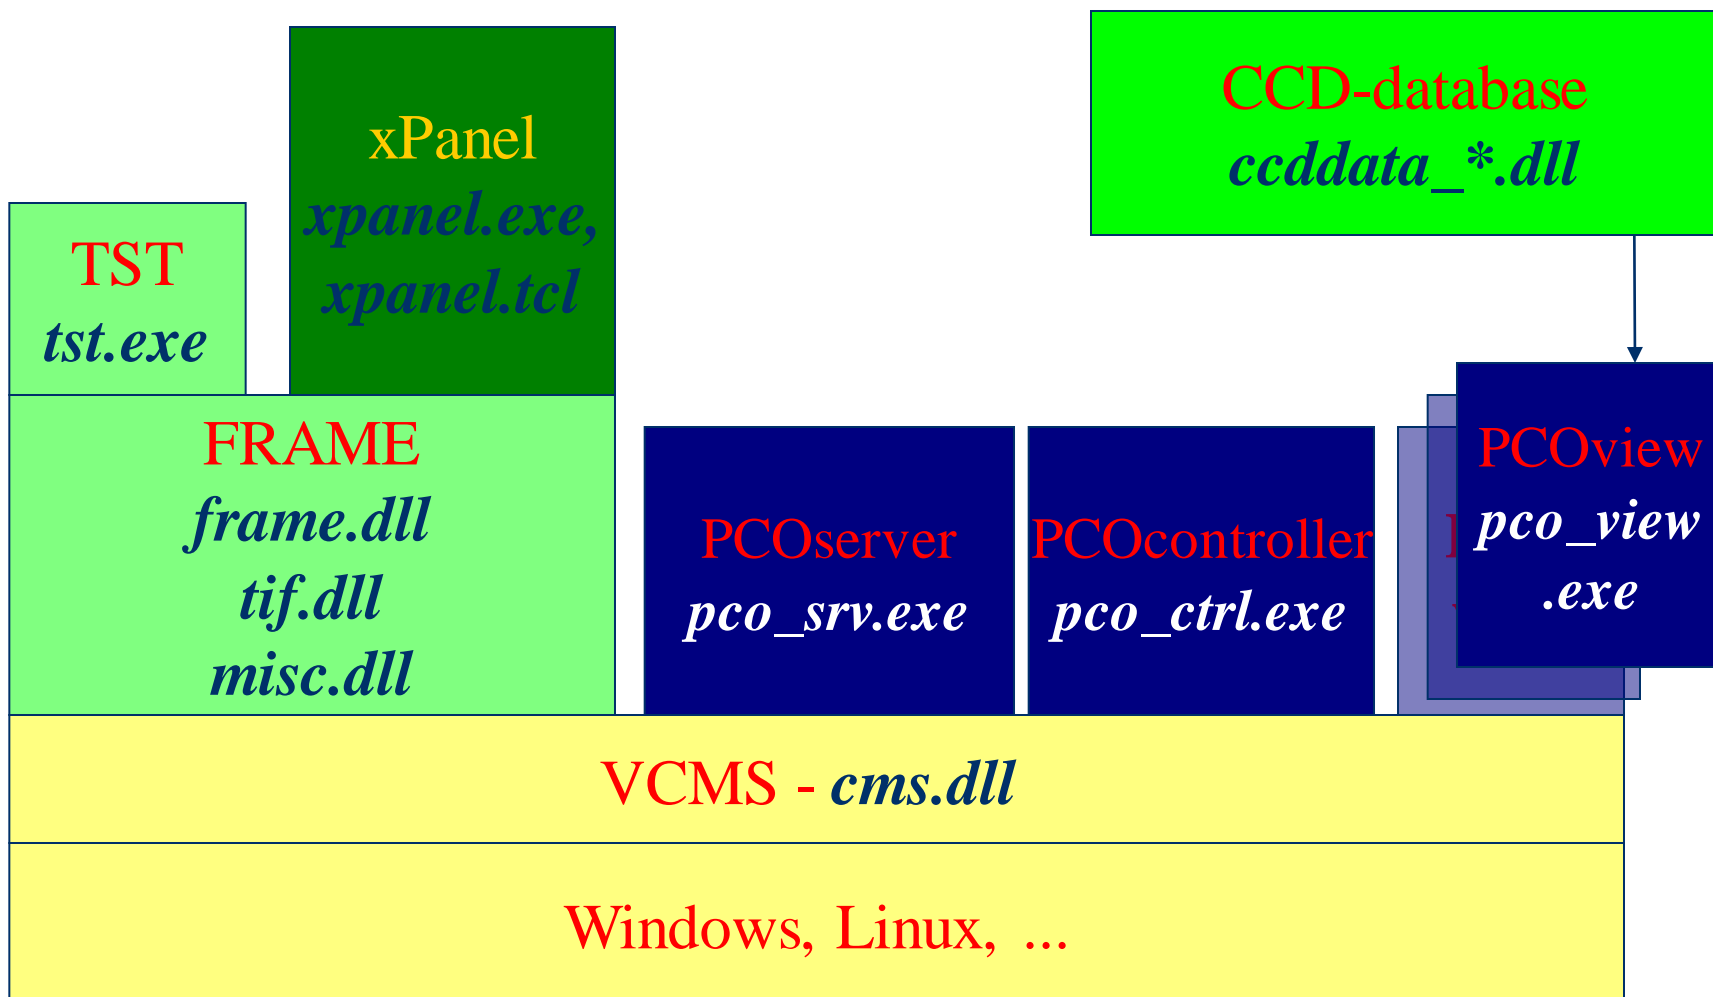 CCD-database
ccddata_*.dll
xPanel
xpanel.exe,
xpanel.tcl
TST
tst.exe
FRAME
frame.dll
tif.dll
misc.dll
PCOserver
pco_srv.exe
PCOcontroller
pco_ctrl.exe
PCOview
pco_view
.exe
VCMS - cms.dll
Windows, Linux, ...